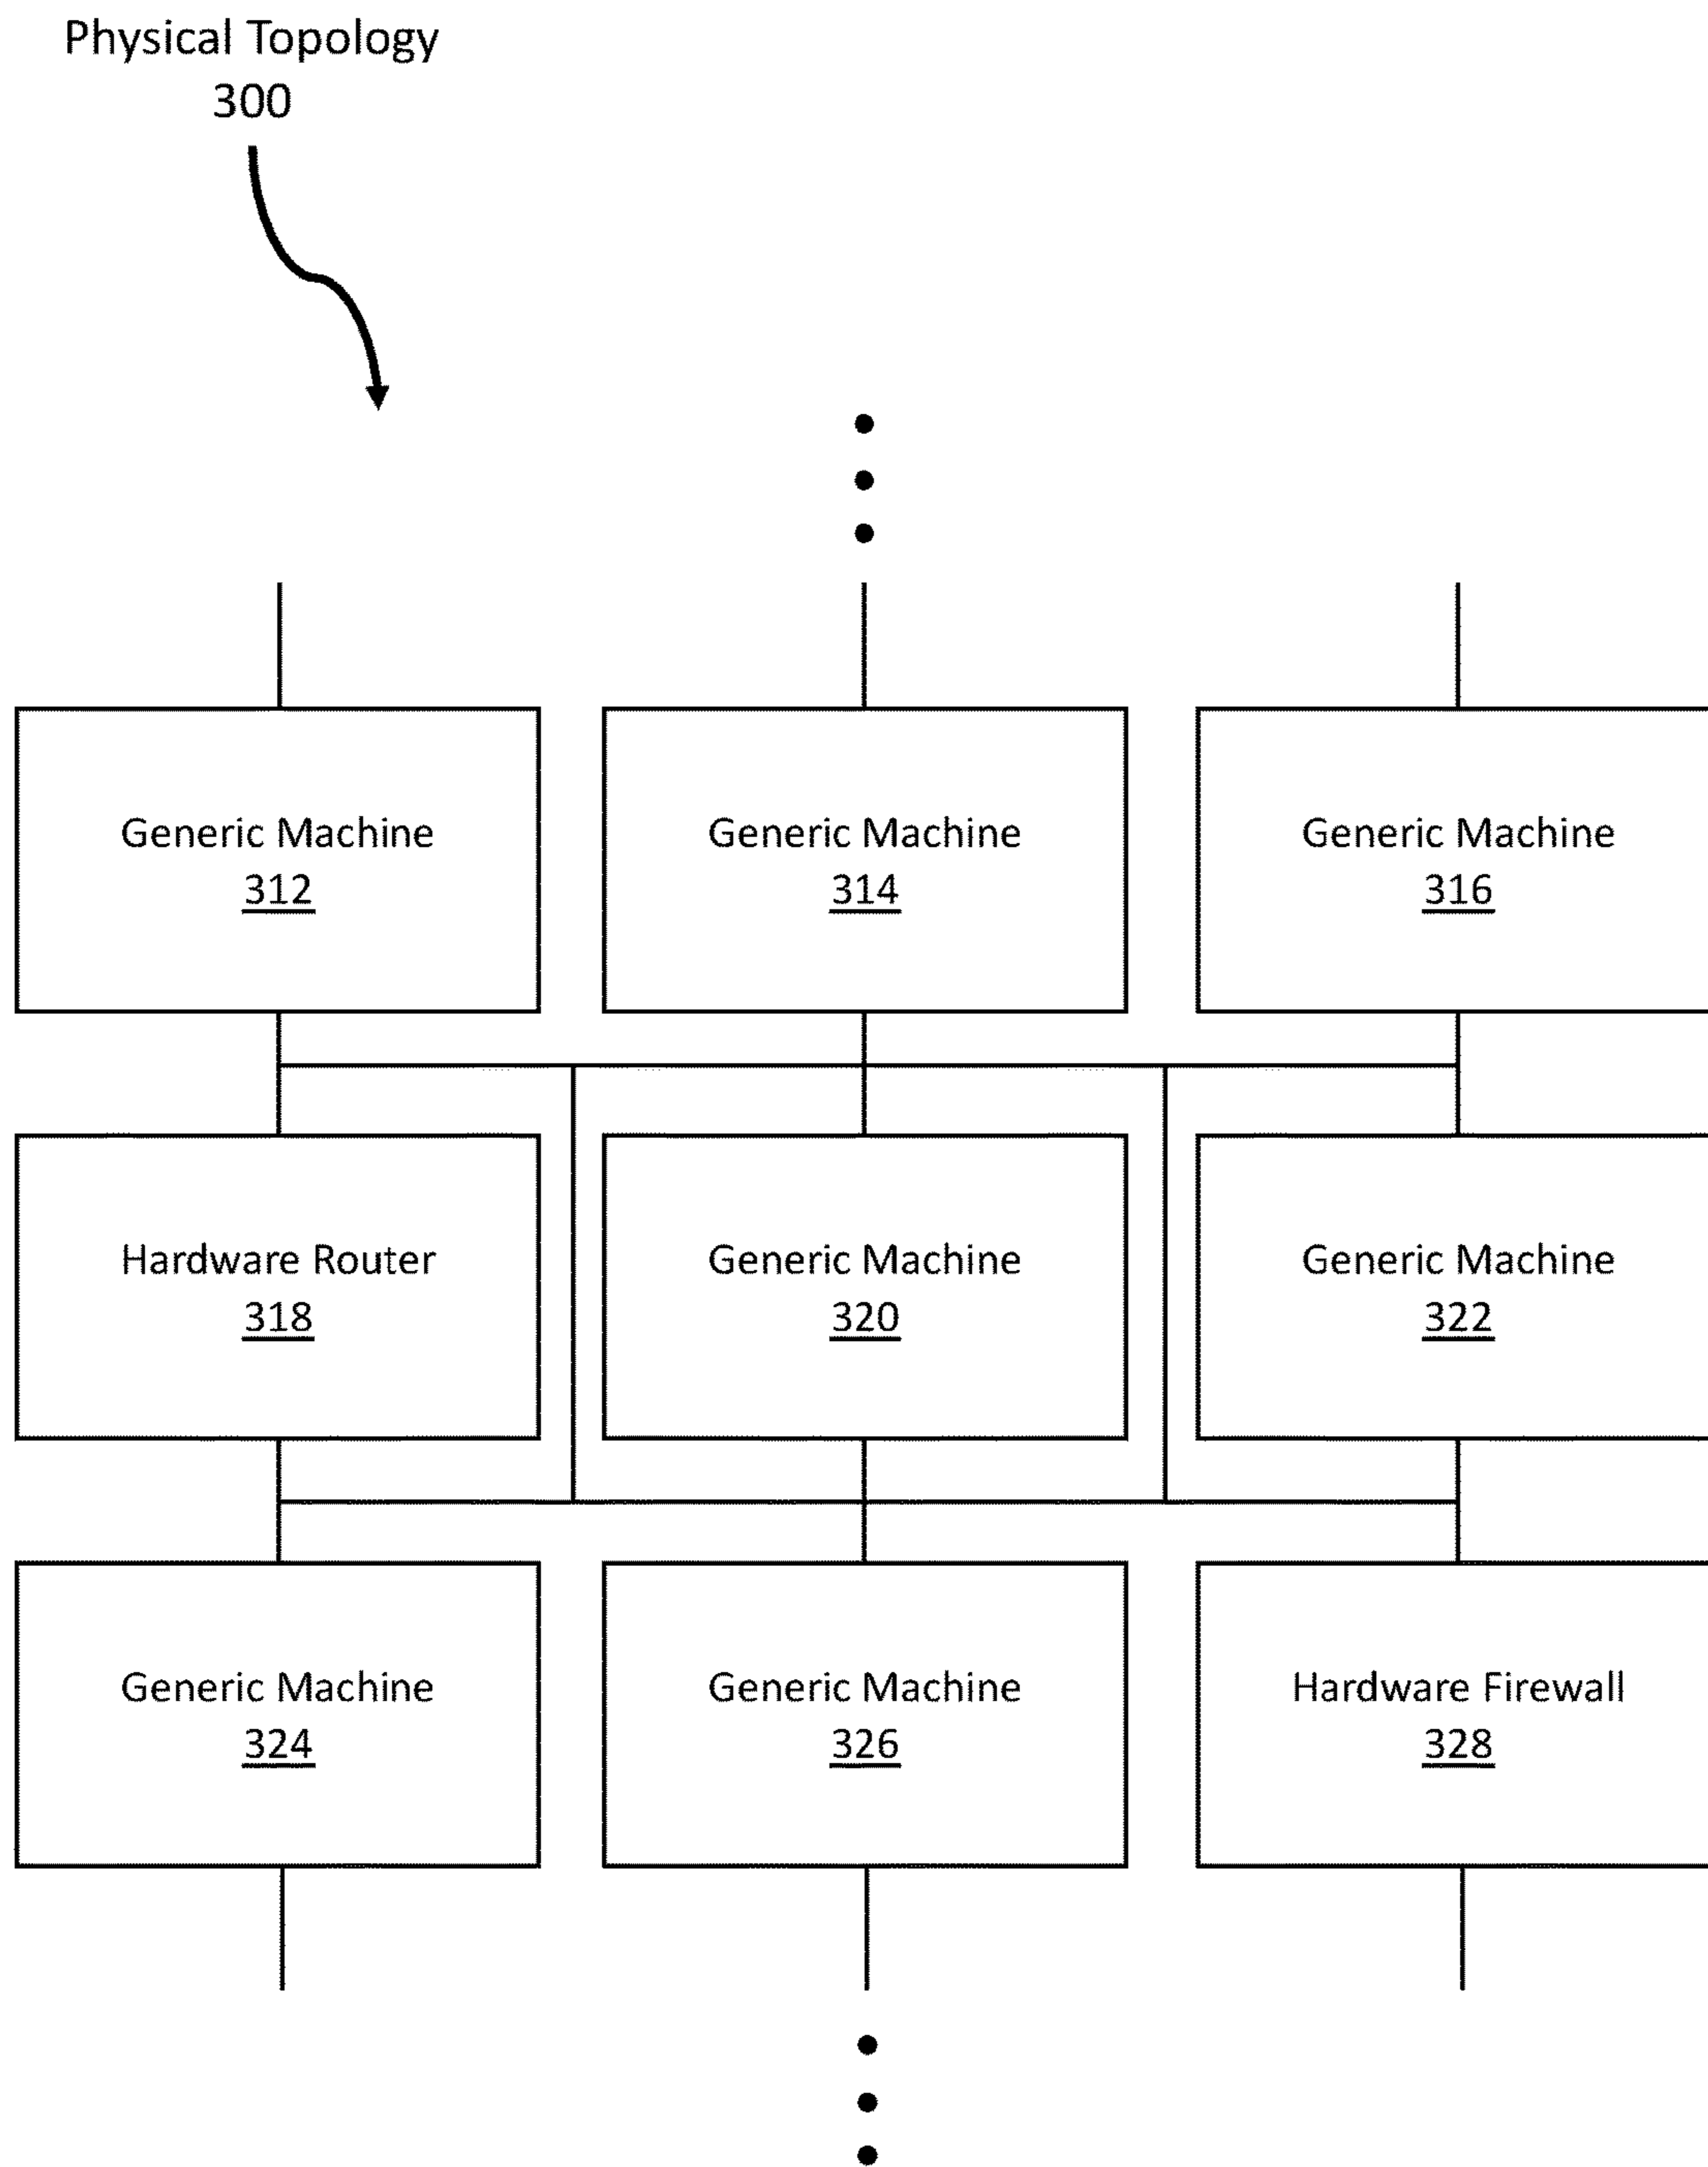 Physical Topology
300
Generic Machine
312
Generic Machine
314
Generic Machine
316
Hardware Router
318
Generic Machine
320
Generic Machine
322
Generic Machine
324
Generic Machine
326
Hardware Firewall
328